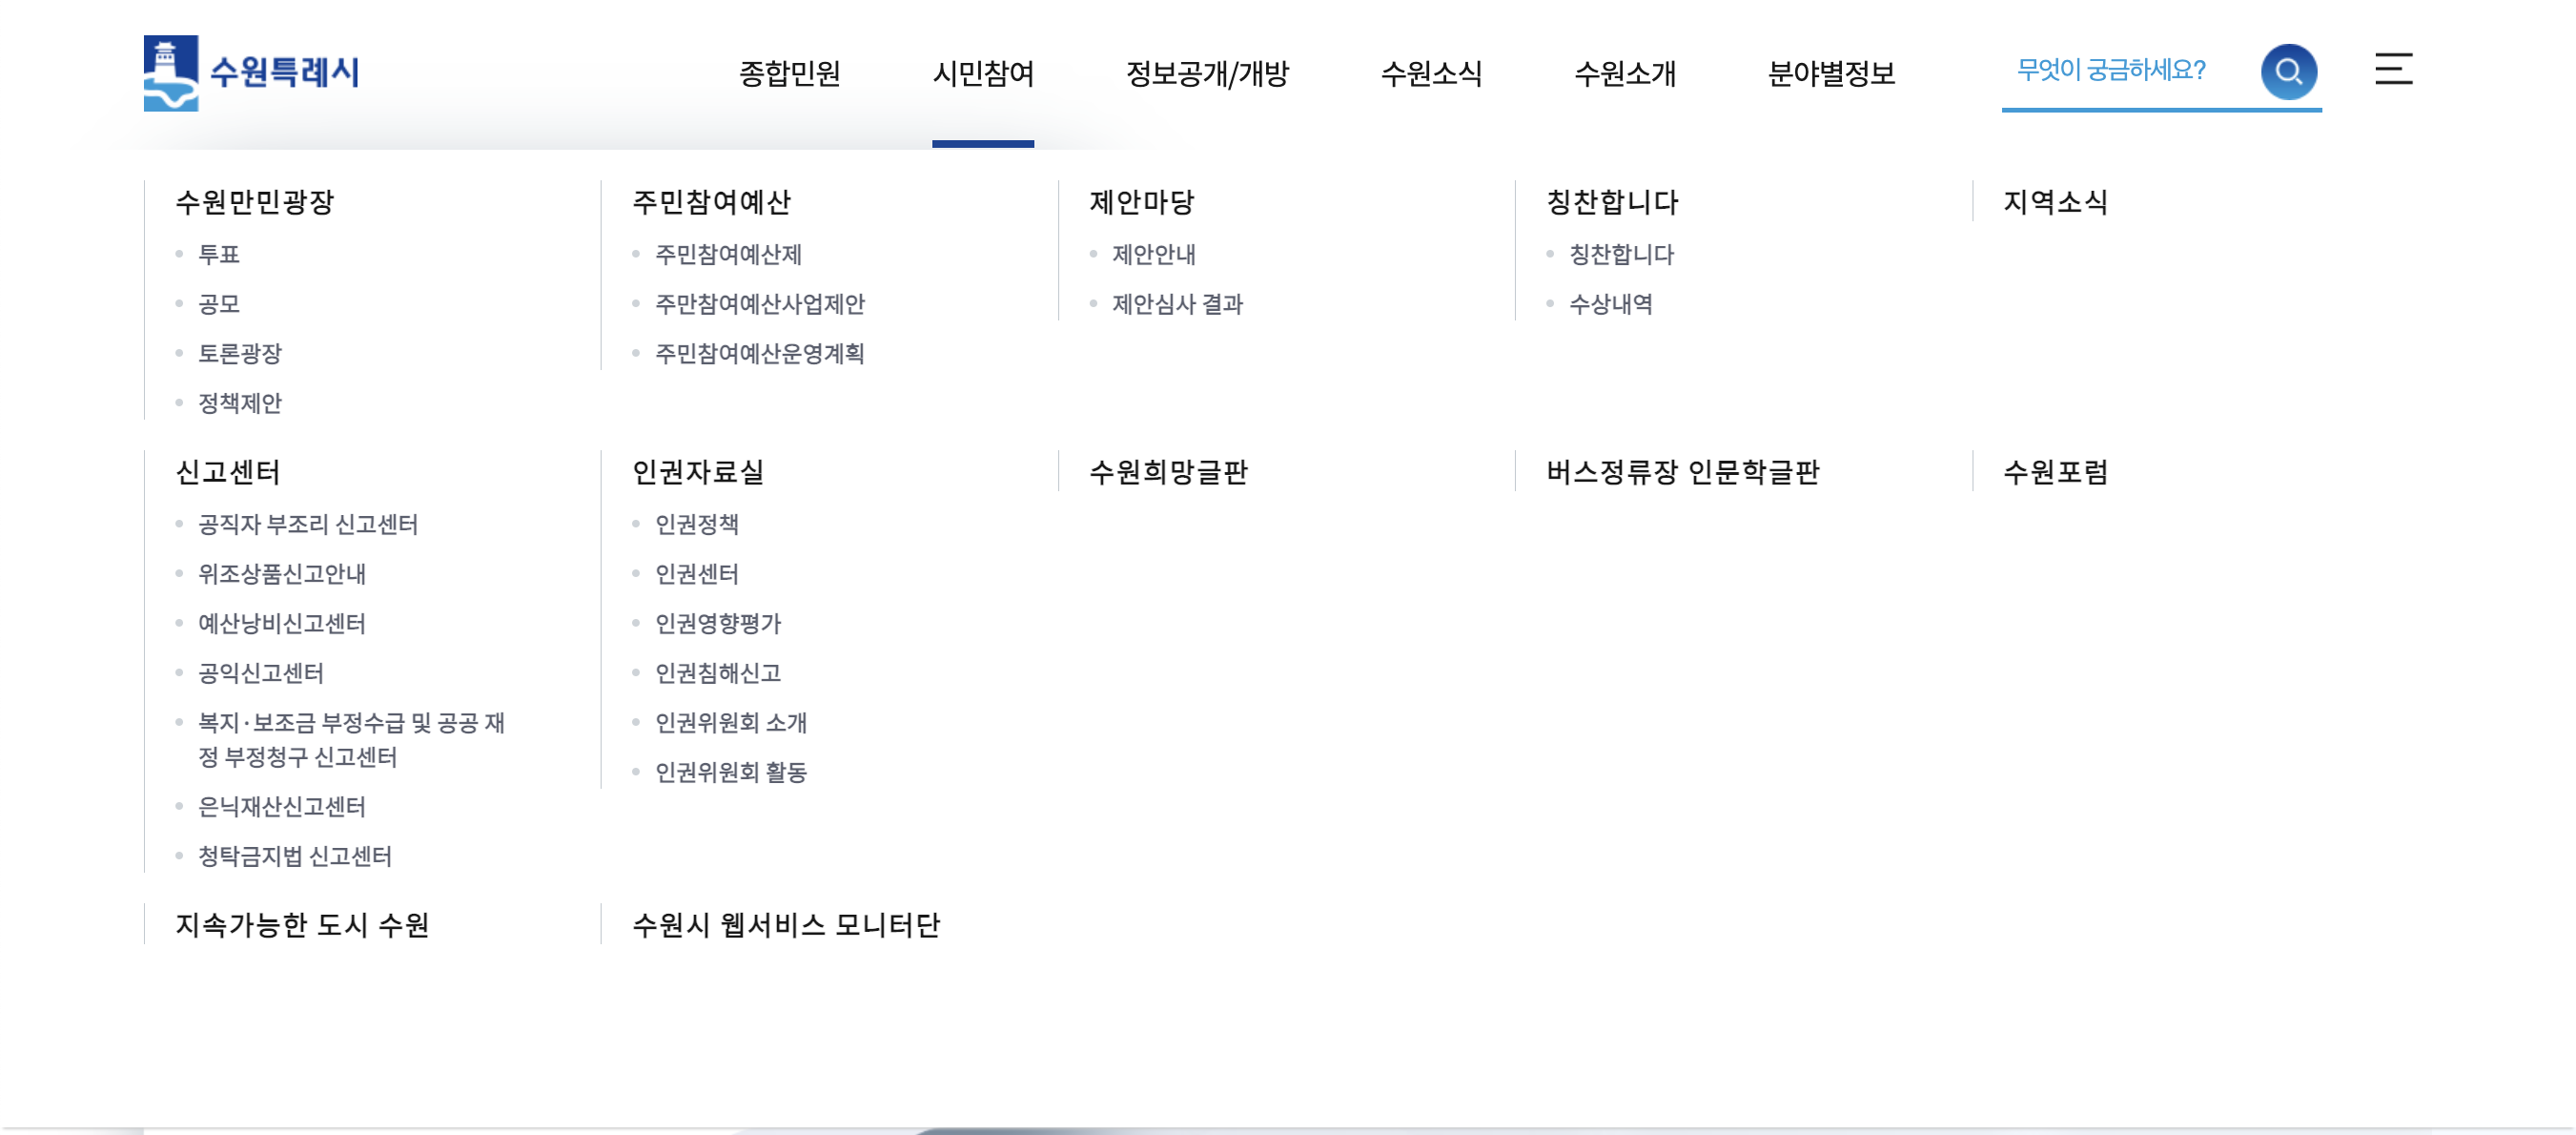 수원특례시
종합민원
시민참여
정보공개/개방
수원소식
수원소개
분야별정보
무엇이 궁금하세요?
수원만민광장
투표
공모
토론광장
정책제안
주민참여예산
주민참여예산제
주만참여예산사업제안
주민참여예산운영계획
제안마당
제안안내
제안심사 결과
칭찬합니다
칭찬합니다
수상내역
지역소식
신고센터
공직자 부조리 신고센터
위조상품신고안내
예산낭비신고센터
공익신고센터
복지·보조금 부정수급 및 공공 재
정 부정청구 신고센터
은닉재산신고센터
청탁금지법 신고센터
인권자료실
인권정책
인권센터
인권영향평가
인권침해신고
인권위원회 소개
인권위원회 활동
수원희망글판
버스정류장 인문학글판
수원포럼
지속가능한 도시 수원
수원시 웹서비스 모니터단